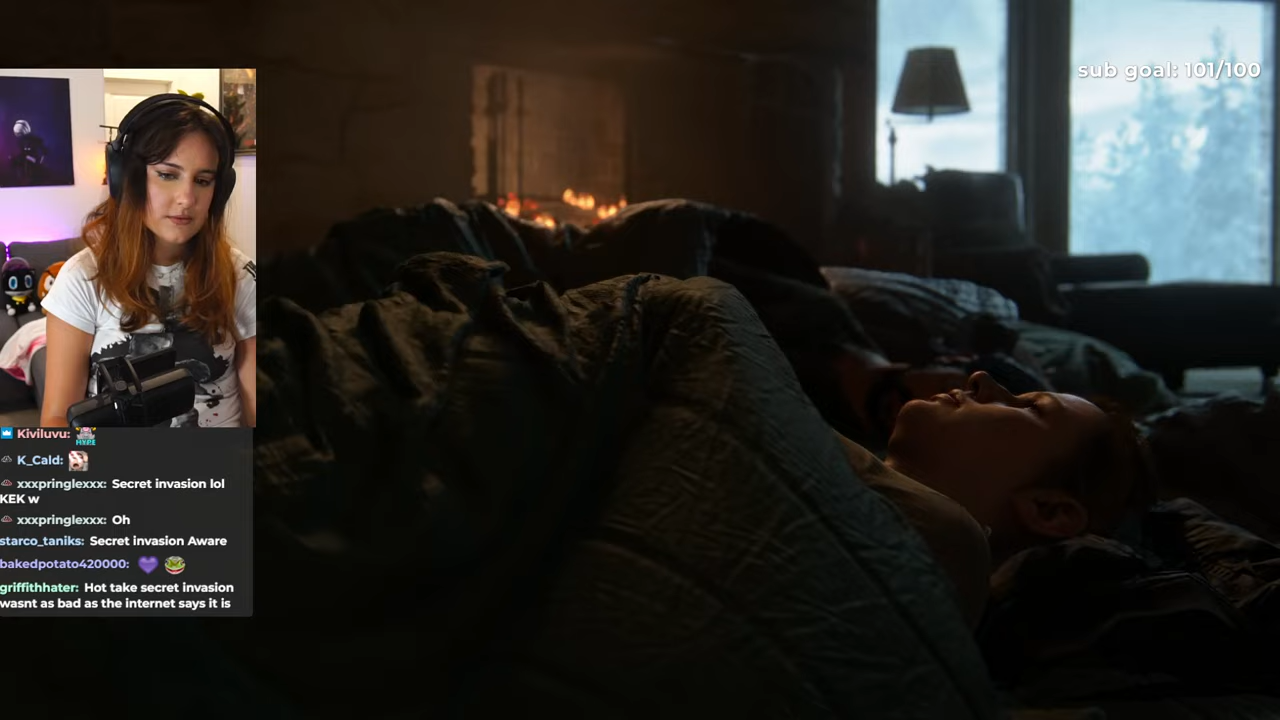 sub goal: 101/100
Kiviluvu:
HYPE
K_Cald:
xxxpringlexxx: Secret invasion lol
KEK w
xxxpringlexxx: Oh
starco_taniks: Secret invasion Aware
bakedpotato420000:
griffithhater: Hot take secret invasion
wasnt as bad as the internet says it is